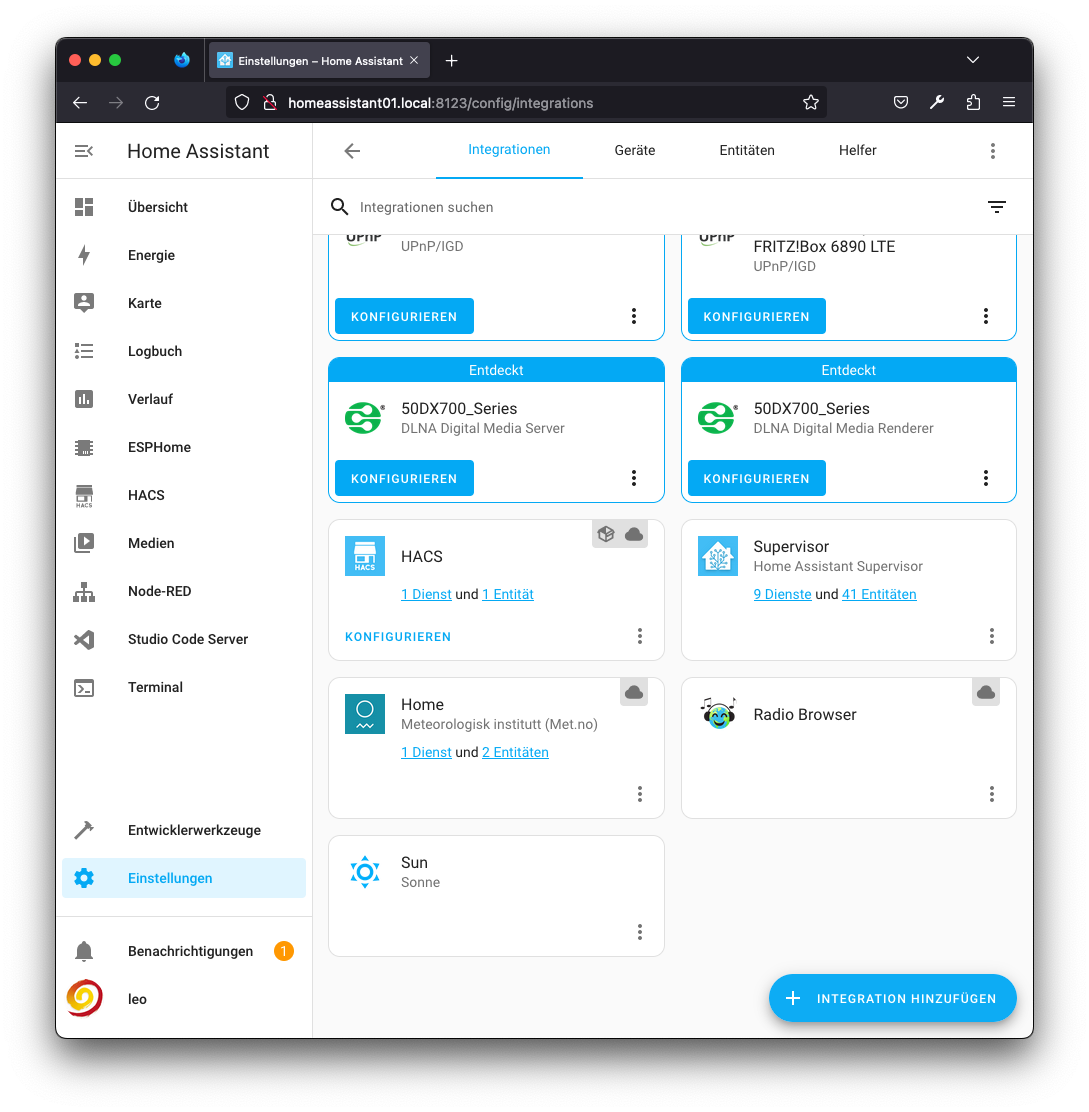 Einstellungen – Home Assistant
homeassistant01.local:8123/config/integrations
Home Assistant
Integrationen
Geräte
Entitäten
Helfer
Übersicht
Energie
Karte
Logbuch
Verlauf
ESPHome
HACS
HACS
Medien
Node-RED
Studio Code Server
Terminal
Entwicklerwerkzeuge
Einstellungen
Benachrichtigungen 1
leo
Integrationen suchen
UPnP
UPnP/IGD
KONFIGURIEREN
UPnP
FRITZ!Box 6890 LTE
UPnP/IGD
KONFIGURIEREN
Entdeckt
50DX700_Series
DLNA Digital Media Server
KONFIGURIEREN
Entdeckt
50DX700_Series
DLNA Digital Media Renderer
KONFIGURIEREN
HACS
HACS
1 Dienst und 1 Entität
KONFIGURIEREN
Supervisor
Home Assistant Supervisor
9 Dienste und 41 Entitäten
Home
Meteorologisk institutt (Met.no)
1 Dienst und 2 Entitäten
Radio Browser
Sun
Sonne
INTEGRATION HINZUFÜGEN